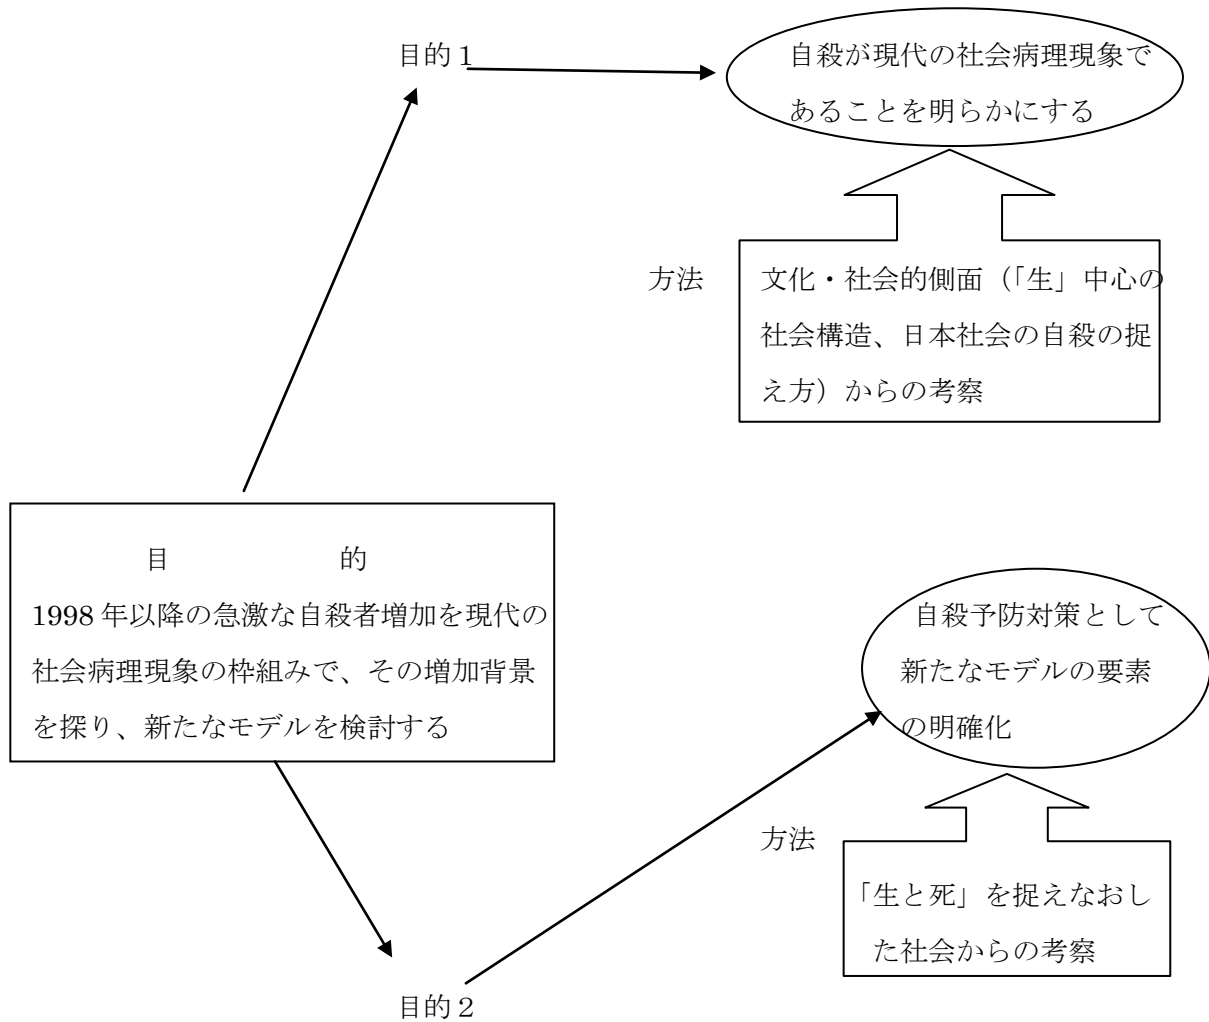 目的１
自殺が現代の社会病理現象で
あることを明らかにする
方法
文化・社会的側面（「生」中心の
社会構造、日本社会の自殺の捉
え方）からの考察
目　的
1998 年以降の急激な自殺者増加を現代の
社会病理現象の枠組みで、その増加背景
を探り、新たなモデルを検討する
自殺予防対策として
新たなモデルの要素
の明確化
方法
「生と死」を捉えなおし
た社会からの考察
目的２